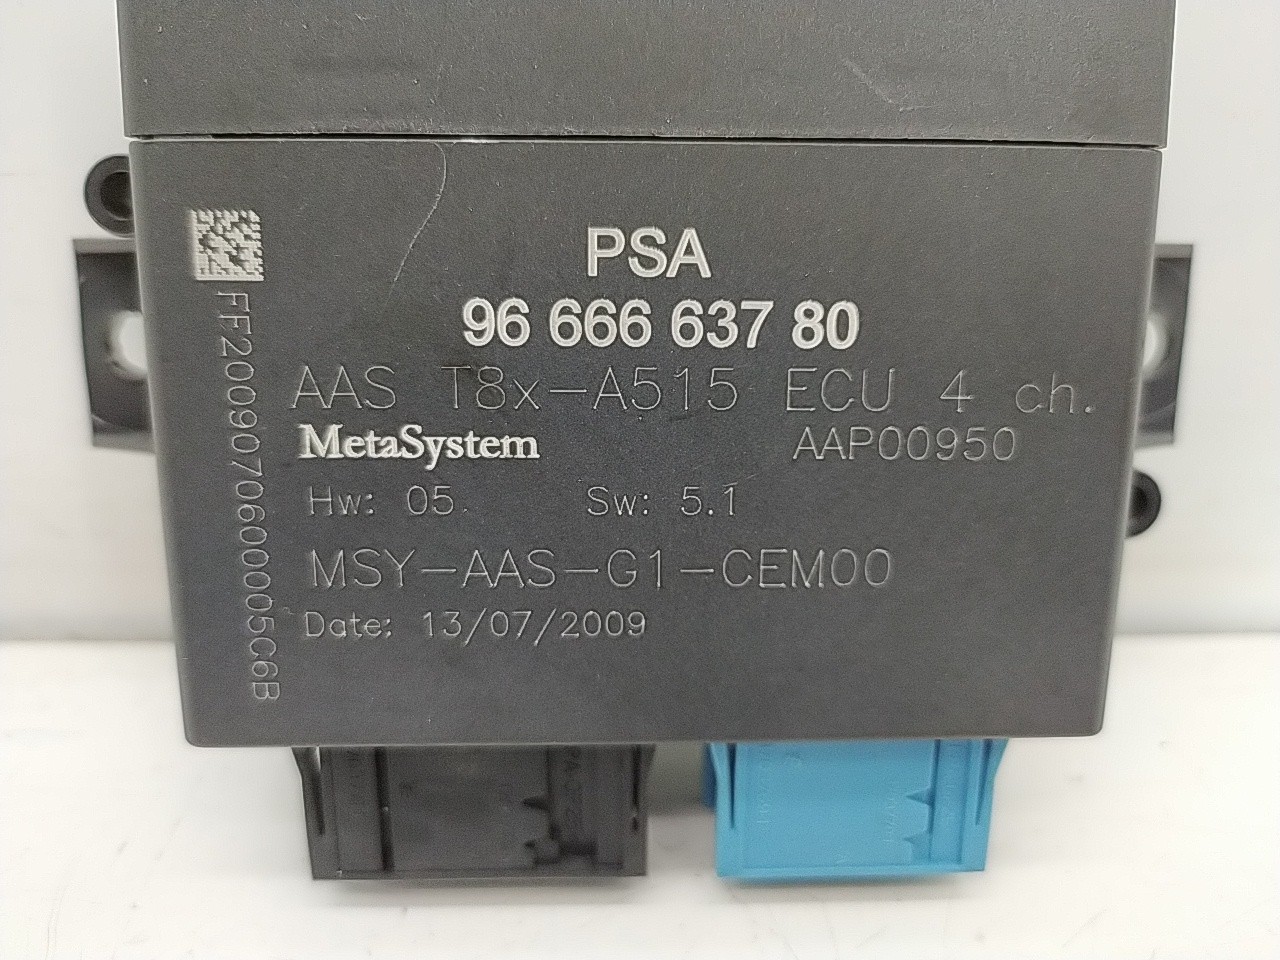 PSA
96 666 637 80
AAS T8x-A515 ECU 4 ch.
MetaSystem AAP00950
Hw: 05 Sw: 5.1
MSY-AAS-G1-CEM00
Date: 13/07/2009
FF20090706000005C6B